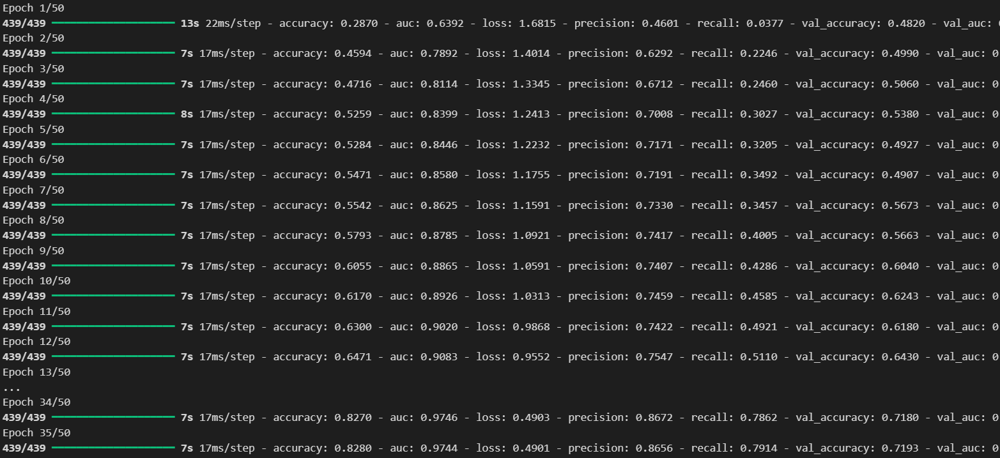 Epoch 1/50
439/439 ━━━━━━━━━━━━━━━━━━━━ 13s 22ms/step - accuracy: 0.2870 - auc: 0.6392 - loss: 1.6815 - precision: 0.4601 - recall: 0.0377 - val_accuracy: 0.4820 - val_auc:
Epoch 2/50
439/439 ━━━━━━━━━━━━━━━━━━━━ 7s 17ms/step - accuracy: 0.4594 - auc: 0.7892 - loss: 1.4014 - precision: 0.6292 - recall: 0.2246 - val_accuracy: 0.4990 - val_auc: 0
Epoch 3/50
439/439 ━━━━━━━━━━━━━━━━━━━━ 7s 17ms/step - accuracy: 0.4716 - auc: 0.8114 - loss: 1.3345 - precision: 0.6712 - recall: 0.2460 - val_accuracy: 0.5060 - val_auc: 0
Epoch 4/50
439/439 ━━━━━━━━━━━━━━━━━━━━ 8s 17ms/step - accuracy: 0.5259 - auc: 0.8399 - loss: 1.2413 - precision: 0.7008 - recall: 0.3027 - val_accuracy: 0.5380 - val_auc: 0
Epoch 5/50
439/439 ━━━━━━━━━━━━━━━━━━━━ 7s 17ms/step - accuracy: 0.5284 - auc: 0.8446 - loss: 1.2232 - precision: 0.7171 - recall: 0.3205 - val_accuracy: 0.4927 - val_auc: 0
Epoch 6/50
439/439 ━━━━━━━━━━━━━━━━━━━━ 7s 17ms/step - accuracy: 0.5471 - auc: 0.8580 - loss: 1.1755 - precision: 0.7191 - recall: 0.3492 - val_accuracy: 0.4907 - val_auc: 0
Epoch 7/50
439/439 ━━━━━━━━━━━━━━━━━━━━ 7s 17ms/step - accuracy: 0.5542 - auc: 0.8625 - loss: 1.1591 - precision: 0.7330 - recall: 0.3457 - val_accuracy: 0.5673 - val_auc: 0
Epoch 8/50
439/439 ━━━━━━━━━━━━━━━━━━━━ 7s 17ms/step - accuracy: 0.5793 - auc: 0.8785 - loss: 1.0921 - precision: 0.7417 - recall: 0.4005 - val_accuracy: 0.5663 - val_auc: 0
Epoch 9/50
439/439 ━━━━━━━━━━━━━━━━━━━━ 7s 17ms/step - accuracy: 0.6055 - auc: 0.8865 - loss: 1.0591 - precision: 0.7407 - recall: 0.4286 - val_accuracy: 0.6040 - val_auc: 0
Epoch 10/50
439/439 ━━━━━━━━━━━━━━━━━━━━ 7s 17ms/step - accuracy: 0.6170 - auc: 0.8926 - loss: 1.0313 - precision: 0.7459 - recall: 0.4585 - val_accuracy: 0.6243 - val_auc: 0
Epoch 11/50
439/439 ━━━━━━━━━━━━━━━━━━━━ 7s 17ms/step - accuracy: 0.6300 - auc: 0.9020 - loss: 0.9868 - precision: 0.7422 - recall: 0.4921 - val_accuracy: 0.6180 - val_auc: 0
Epoch 12/50
439/439 ━━━━━━━━━━━━━━━━━━━━ 7s 17ms/step - accuracy: 0.6471 - auc: 0.9083 - loss: 0.9552 - precision: 0.7547 - recall: 0.5110 - val_accuracy: 0.6430 - val_auc: 0
Epoch 13/50
...
Epoch 34/50
439/439 ━━━━━━━━━━━━━━━━━━━━ 7s 17ms/step - accuracy: 0.8270 - auc: 0.9746 - loss: 0.4903 - precision: 0.8672 - recall: 0.7862 - val_accuracy: 0.7180 - val_auc: 0
Epoch 35/50
439/439 ━━━━━━━━━━━━━━━━━━━━ 7s 17ms/step - accuracy: 0.8280 - auc: 0.9744 - loss: 0.4901 - precision: 0.8656 - recall: 0.7914 - val_accuracy: 0.7193 - val_auc: 0